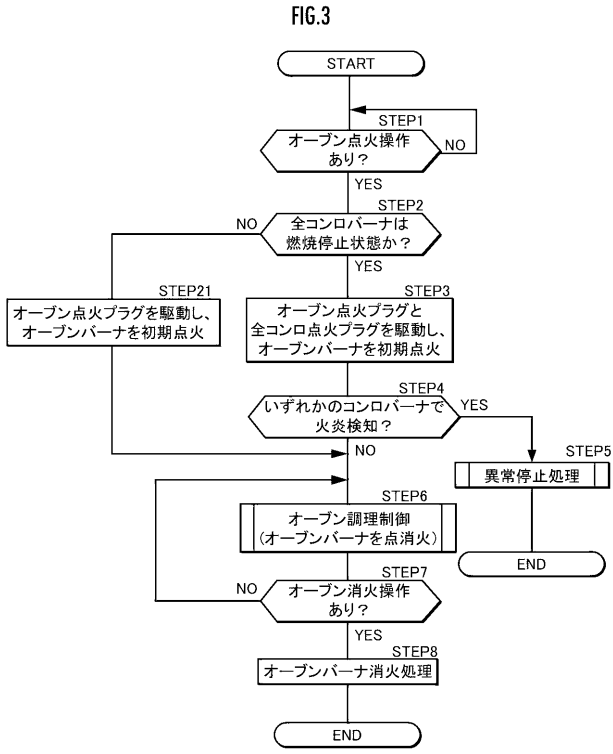 FIG.3
START
STEP1
オーブン点火操作
あり？
NO
YES
STEP2
NO
全コンロバーナは
燃焼停止状態か？
YES
STEP21
オーブン点火プラグを駆動し、
オーブンバーナを初期点火
STEP3
オーブン点火プラグと
全コンロ点火プラグを駆動し、
オーブンバーナを初期点火
STEP4
いずれかのコンロバーナで
火炎検知？
YES
NO
STEP5
異常停止処理
END
STEP6
オーブン調理制御
(オーブンバーナを点消火)
STEP7
NO
オーブン消火操作
あり？
YES
STEP8
オーブンバーナ消火処理
END